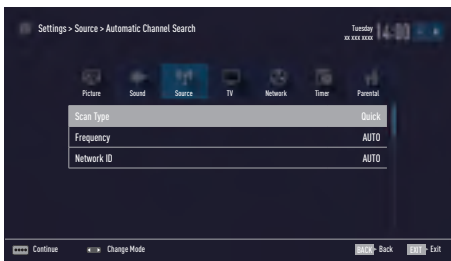 Settings > Source > Automatic Channel Search
Tuesday
xx xxx xxxx
14:00
Picture Sound Source TV Network Timer Parental
Scan Type Quick
Frequency AUTO
Network ID AUTO
Continue Change Mode BACK - Back EXIT - Exit